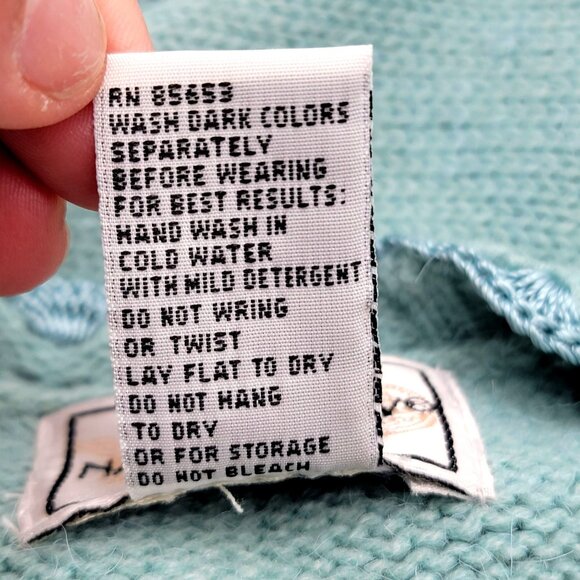 RN 85653
WASH DARK COLORS
SEPARATELY
BEFORE WEARING
FOR BEST RESULTS:
HAND WASH IN
COLD WATER
WITH MILD DETERGENT
DO NOT WRING
OR TWIST
LAY FLAT TO DRY
DO NOT HANG
TO DRY
OR FOR STORAGE
DO NOT BLEACH